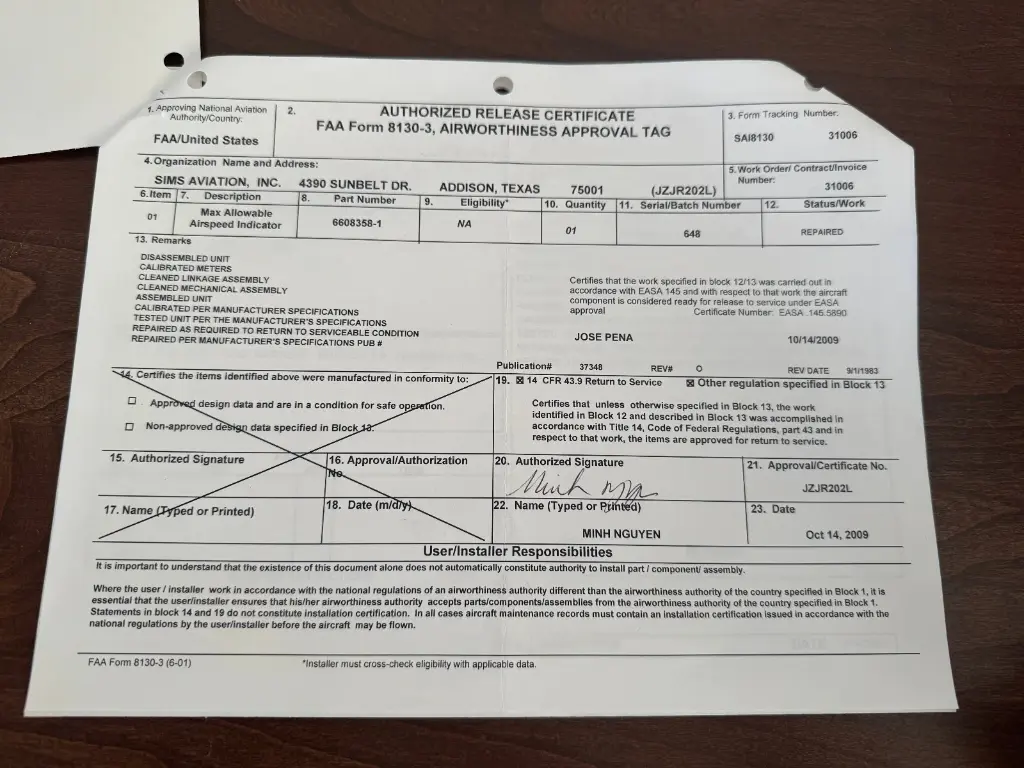 1. Approving National Aviation Authority/Country:
FAA/United States
2.
AUTHORIZED RELEASE CERTIFICATE
FAA Form 8130-3, AIRWORTHINESS APPROVAL TAG
3. Form Tracking Number:
SAI8130 31006
4. Organization Name and Address:
SIMS AVIATION, INC. 4390 SUNBELT DR. ADDISON, TEXAS 75001 (JZJR202L)
5. Work Order/ Contract/Invoice Number:
31006
6. Item 7. Description 8. Part Number 9. Eligibility* 10. Quantity 11. Serial/Batch Number 12. Status/Work
01 Max Allowable Airspeed Indicator 6608358-1 NA 01 648 REPAIRED
13. Remarks
DISASSEMBLED UNIT
CALIBRATED METERS
CLEANED LINKAGE ASSEMBLY
CLEANED MECHANICAL ASSEMBLY
ASSEMBLED UNIT
CALIBRATED PER MANUFACTURER SPECIFICATIONS
TESTED UNIT PER THE MANUFACTURER'S SPECIFICATIONS
REPAIRED AS REQUIRED TO RETURN TO SERVICEABLE CONDITION
REPAIRED PER MANUFACTURER'S SPECIFICATIONS PUB #
Certifies that the work specified in block 12/13 was carried out in
accordance with EASA 145 and with respect to that work the aircraft
component is considered ready for release to service under EASA
approval Certificate Number: EASA .145.5890
JOSE PENA 10/14/2009
Publication# 37348 REV# O REV DATE 9/1/1983
14. Certifies the items identified above were manufactured in conformity to:
Approved design data and are in a condition for safe operation.
Non-approved design data specified in Block 13.
19. ☒ 14 CFR 43.9 Return to Service ☒ Other regulation specified in Block 13
Certifies that unless otherwise specified in Block 13, the work
identified in Block 12 and described in Block 13 was accomplished in
accordance with Title 14, Code of Federal Regulations, part 43 and in
respect to that work, the items are approved for return to service.
15. Authorized Signature
16. Approval/Authorization No.
20. Authorized Signature
21. Approval/Certificate No.
JZJR202L
17. Name (Typed or Printed)
18. Date (m/d/y)
22. Name (Typed or Printed)
MINH NGUYEN
23. Date
Oct 14, 2009
User/Installer Responsibilities
It is important to understand that the existence of this document alone does not automatically constitute authority to install part / component/ assembly.
Where the user / installer work in accordance with the national regulations of an airworthiness authority different than the airworthiness authority of the country specified in Block 1, it is
essential that the user/installer ensures that his/her airworthiness authority accepts parts/components/assemblies from the airworthiness authority of the country specified in Block 1.
Statements in block 14 and 19 do not constitute installation certification. In all cases aircraft maintenance records must contain an installation certification issued in accordance with the
national regulations by the user/installer before the aircraft may be flown.
FAA Form 8130-3 (6-01) *Installer must cross-check eligibility with applicable data.